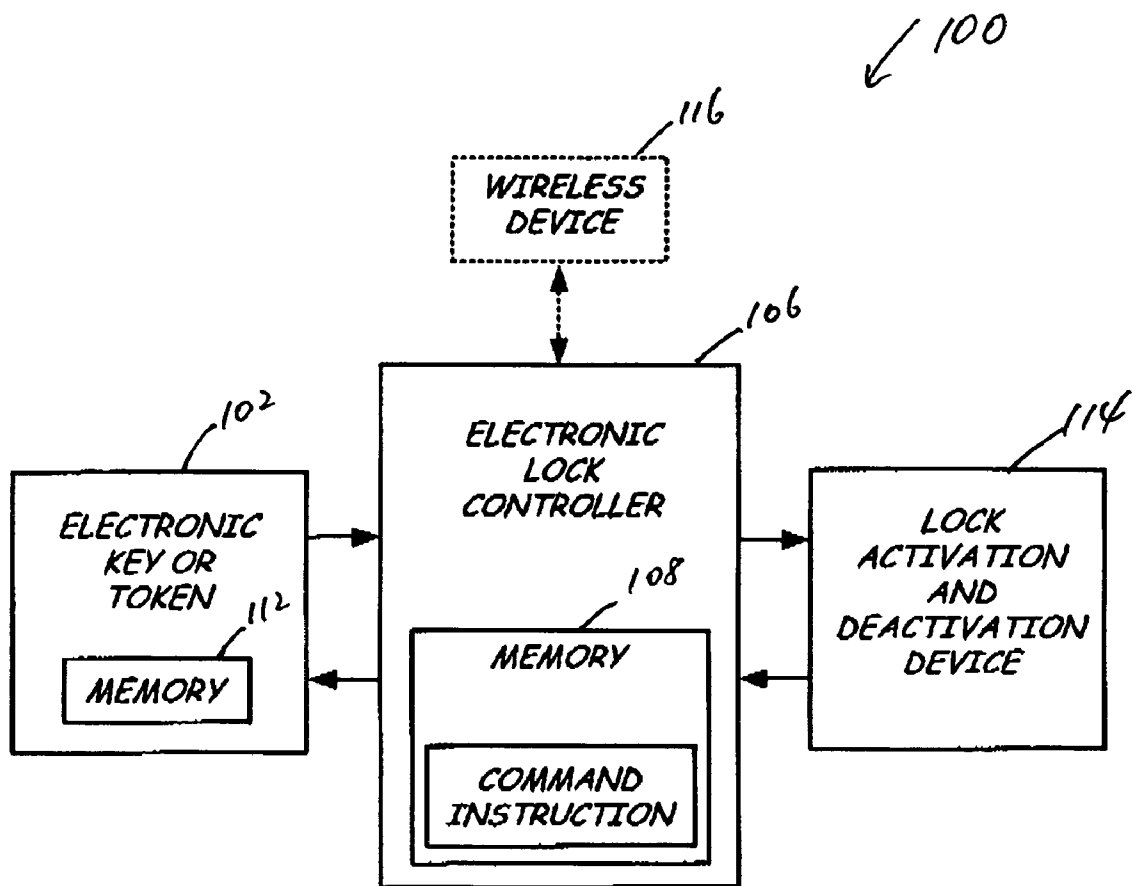 100
116
WIRELESS
DEVICE
106
ELECTRONIC
LOCK
CONTROLLER
102
ELECTRONIC
KEY OR
TOKEN
112
MEMORY
108
MEMORY
COMMAND
INSTRUCTION
114
LOCK
ACTIVATION
AND
DEACTIVATION
DEVICE